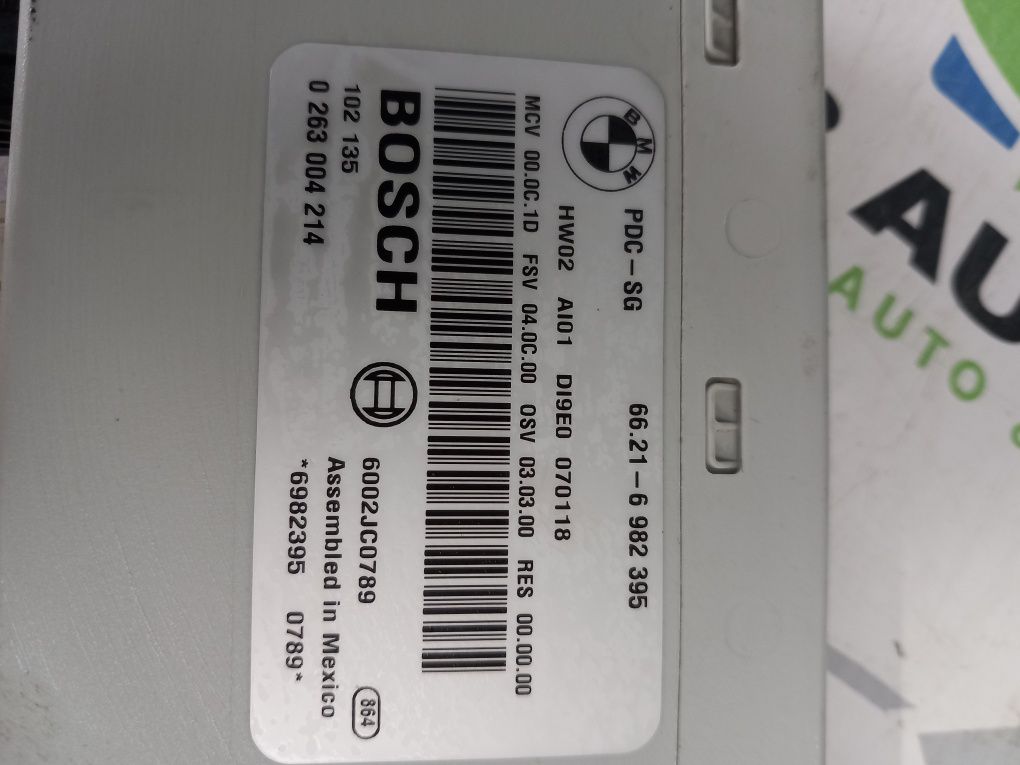 BMW
PDC-SG 66.21-6 982 395
HW02 AI01 DI9E0 070118
MCV 00.0C.1D FSV 04.0C.00 OSV 03.03.00 RES 00.00.00
BOSCH
6002JC0789 864
102 135
Assembled in Mexico
0 263 004 214
*6982395 0789*
AU
AUTO